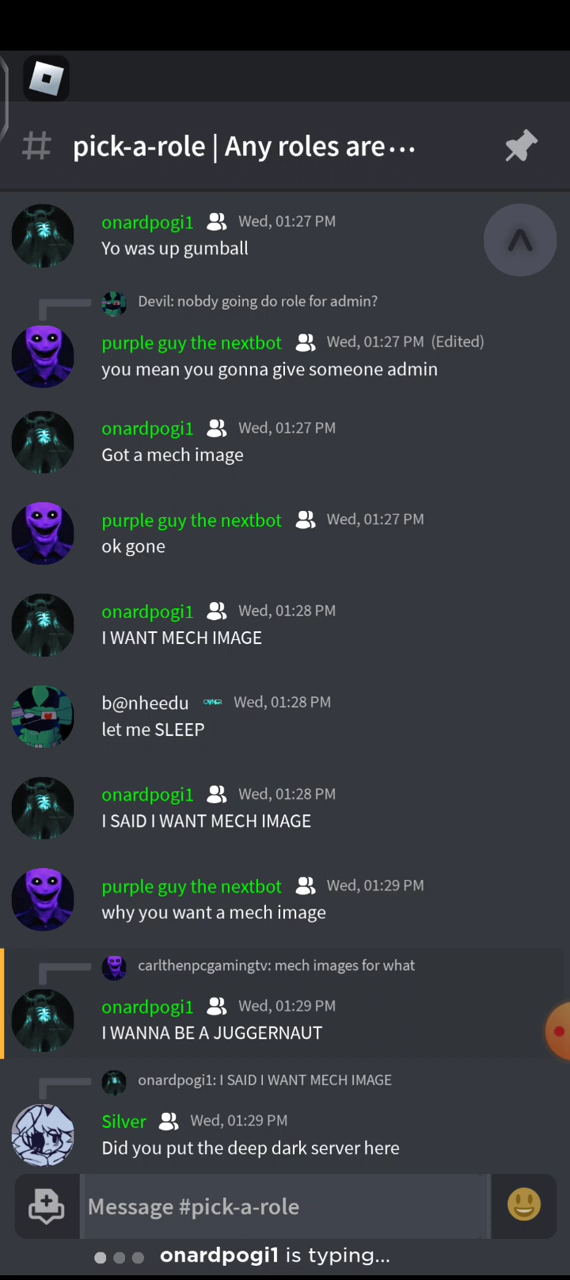 # pick-a-role | Any roles are...
onardpogi1 Wed, 01:27 PM
Yo was up gumball
Devil: nobdy going do role for admin?
purple guy the nextbot Wed, 01:27 PM (Edited)
you mean you gonna give someone admin
onardpogi1 Wed, 01:27 PM
Got a mech image
purple guy the nextbot Wed, 01:27 PM
ok gone
onardpogi1 Wed, 01:28 PM
I WANT MECH IMAGE
b@nheedu Wed, 01:28 PM
let me SLEEP
onardpogi1 Wed, 01:28 PM
I SAID I WANT MECH IMAGE
purple guy the nextbot Wed, 01:29 PM
why you want a mech image
carlthenpcgamingtv: mech images for what
onardpogi1 Wed, 01:29 PM
I WANNA BE A JUGGERNAUT
onardpogi1: I SAID I WANT MECH IMAGE
Silver Wed, 01:29 PM
Did you put the deep dark server here
Message #pick-a-role
onardpogi1 is typing...